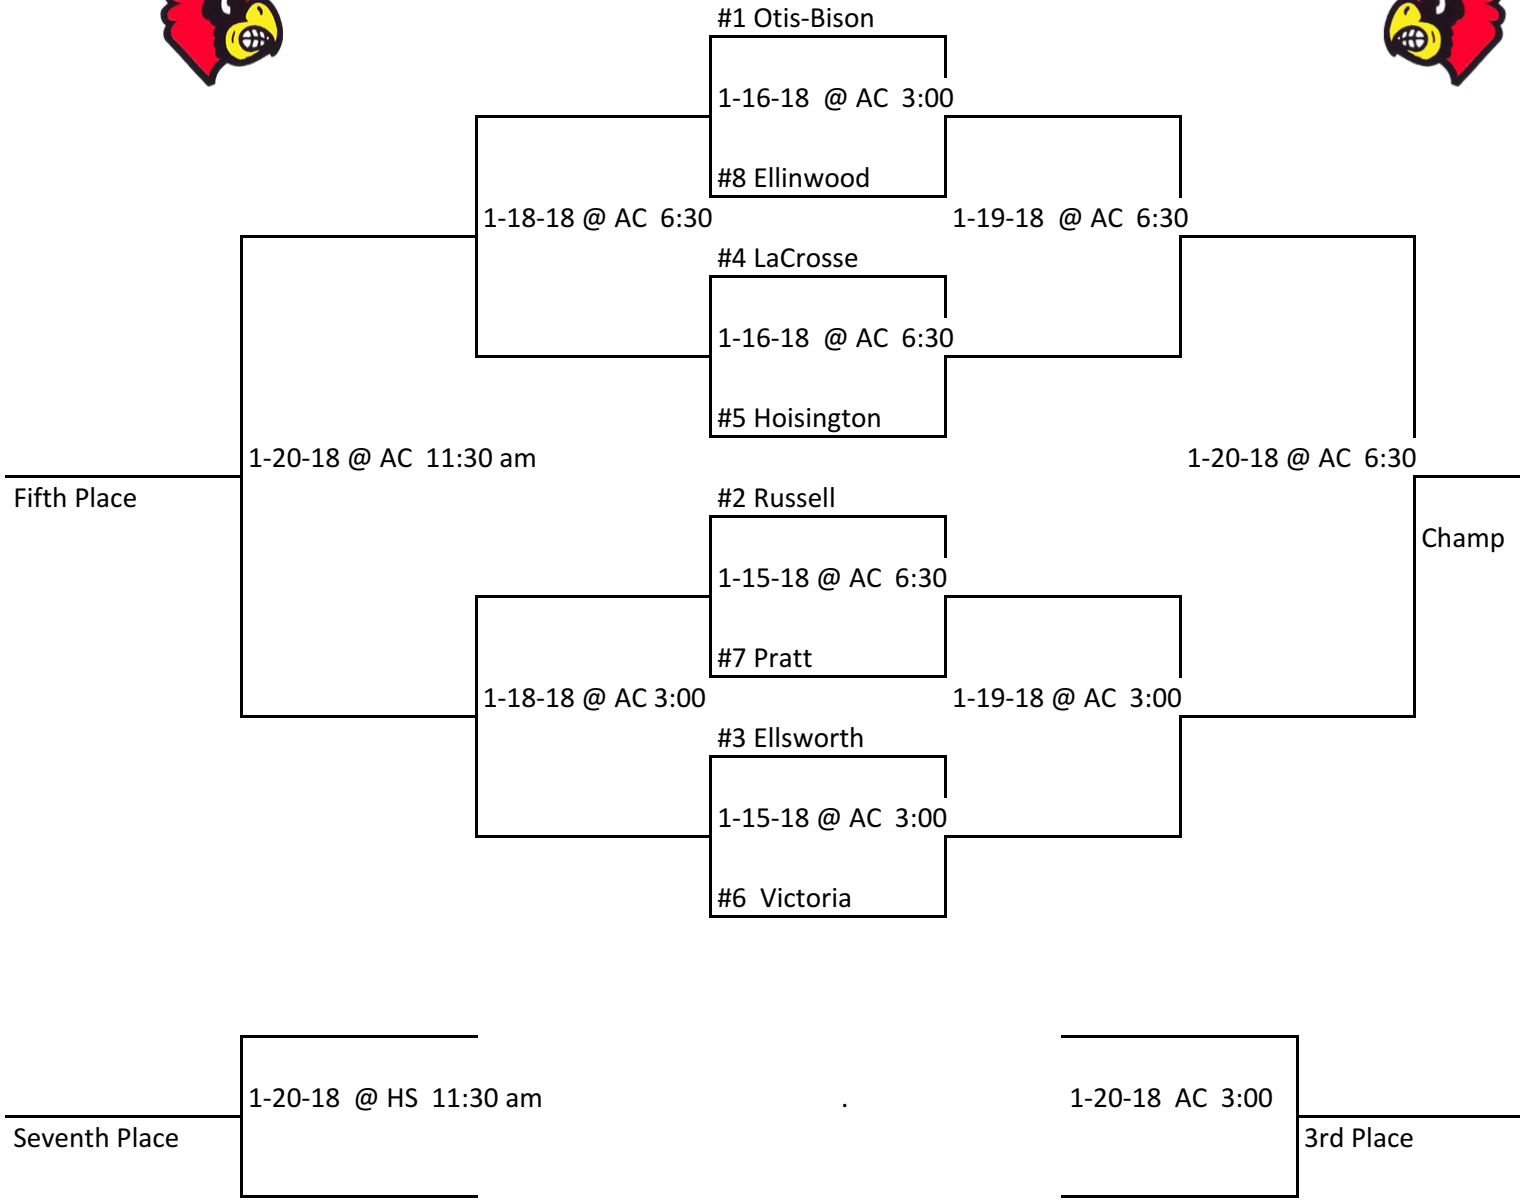 #1 Otis-Bison
1-16-18  @ AC  3:00
#8 Ellinwood
1-18-18 @ AC  6:30
1-19-18  @ AC  6:30
#4 LaCrosse
1-16-18  @ AC  6:30
#5 Hoisington
1-20-18 @ AC  11:30 am
1-20-18 @ AC  6:30
Fifth Place
#2 Russell
Champ
1-15-18 @ AC  6:30
#7 Pratt
1-18-18 @ AC 3:00
1-19-18 @ AC  3:00
#3 Ellsworth
1-15-18 @ AC  3:00
#6  Victoria
1-20-18  @ HS  11:30 am
.
1-20-18  AC  3:00
Seventh Place
3rd Place